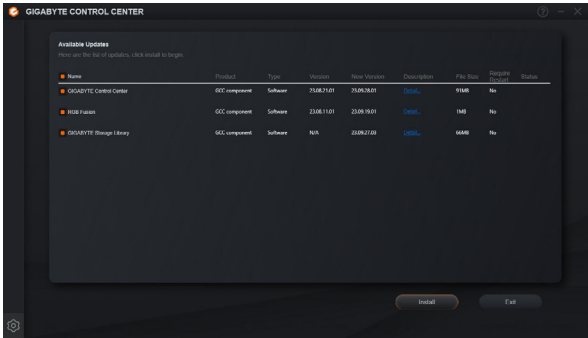 GIGABYTE CONTROL CENTER
Available Updates
Here are the list of updates, click install to begin.
Name Product Type Version New Version Description File Size Require Restart Status
GIGABYTE Control Center GCC component Software 23.08.21.01 23.09.28.01 Detail... 91MB No
RGB Fusion GCC component Software 23.08.11.01 23.09.19.01 Detail... 1MB No
GIGABYTE Storage Library GCC component Software N/A 23.09.27.03 Detail... 66MB No
Install Exit